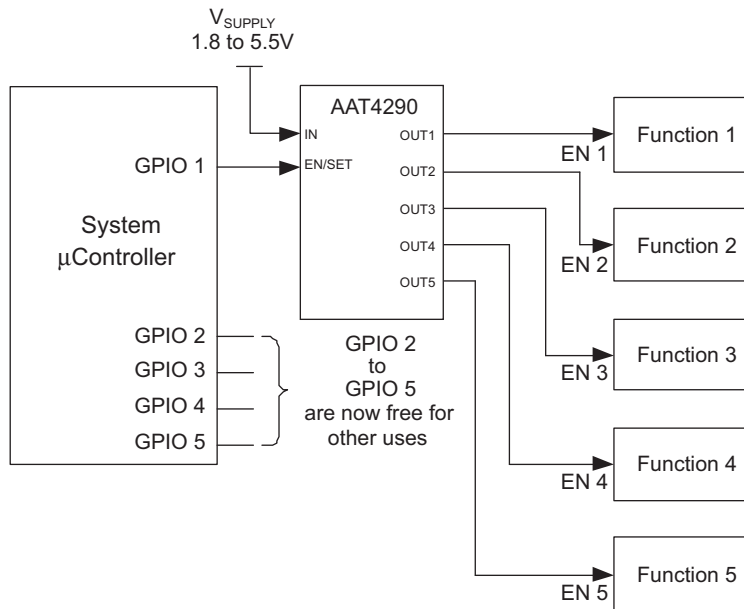 VSUPPLY
1.8 to 5.5V
AAT4290
IN
EN/SET
OUT1
OUT2
OUT3
OUT4
OUT5
GPIO 1
System
µController
GPIO 2
GPIO 3
GPIO 4
GPIO 5
GPIO 2
to
GPIO 5
are now free for
other uses
EN 1
Function 1
EN 2
Function 2
EN 3
Function 3
EN 4
Function 4
EN 5
Function 5